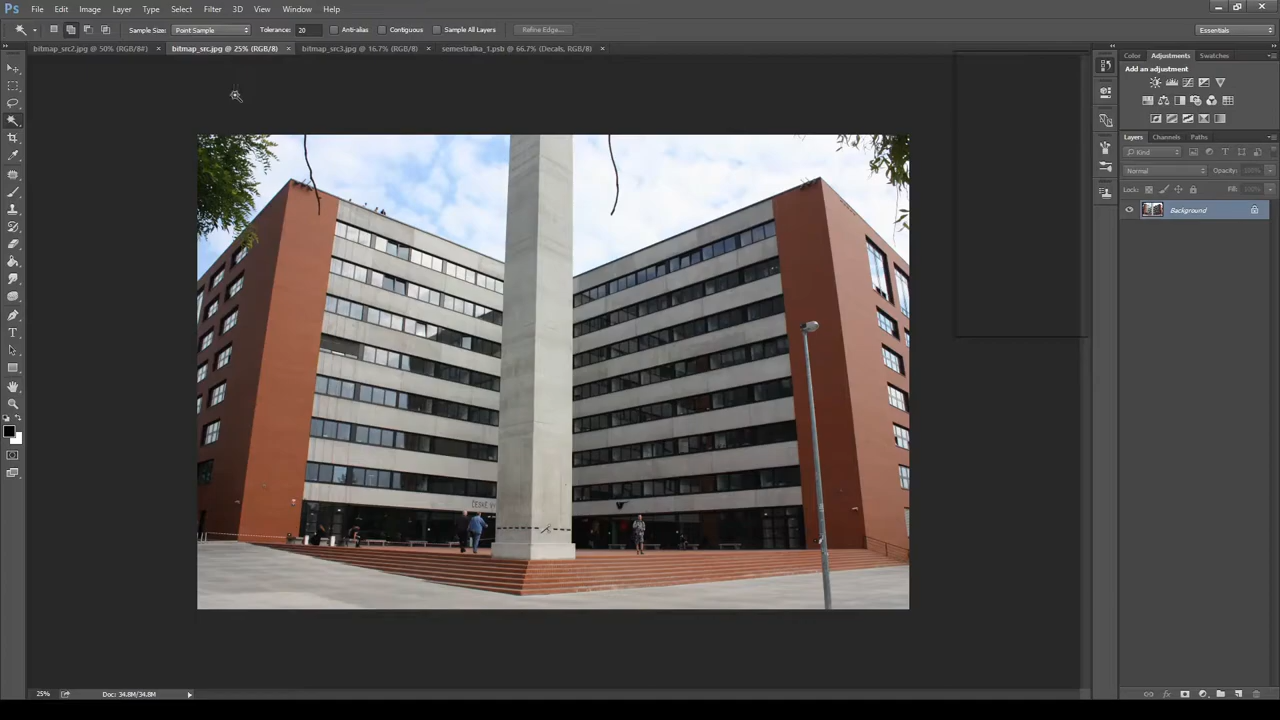 Ps File Edit Image Layer Type Select Filter 3D View Window Help
Sample Size: Point Sample Tolerance: 20 Anti-alias Contiguous Sample All Layers Refine Edge... Essentials
bitmap_src2.jpg @ 50% (RGB/8#) × bitmap_src.jpg @ 25% (RGB/8) × bitmap_src3.jpg @ 16.7% (RGB/8) × semestralka_1.psb @ 66.7% (Decals, RGB/8) ×
Color Adjustments Swatches
Add an adjustment
Layers Channels Paths
Kind
Normal Opacity: 100%
Lock: Fill: 100%
Background
ČESKÉ
25% Doc: 34.8M/34.8M